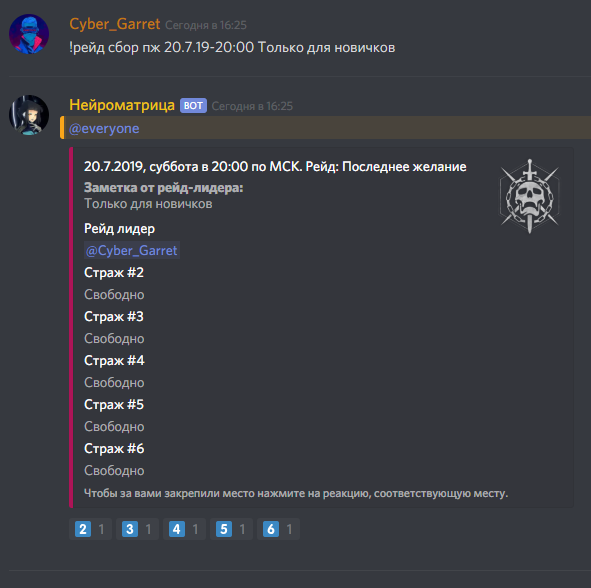 Cyber_Garret Сегодня в 16:25
!рейд сбор пж 20.7.19-20:00 Только для новичков
Нейроматрица BOT Сегодня в 16:25
@everyone
20.7.2019, суббота в 20:00 по МСК. Рейд: Последнее желание
Заметка от рейд-лидера:
Только для новичков
Рейд лидер
@Cyber_Garret
Страж #2
Свободно
Страж #3
Свободно
Страж #4
Свободно
Страж #5
Свободно
Страж #6
Свободно
Чтобы за вами закрепили место нажмите на реакцию, соответствующую месту.
2 1 3 1 4 1 5 1 6 1